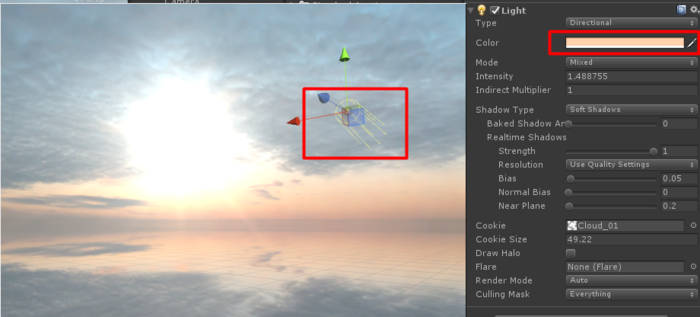 Camera
Light
Type Directional
Color
Mode Mixed
Intensity 1.488755
Indirect Multiplier 1
Shadow Type Soft Shadows
Baked Shadow An 0
Realtime Shadows
Strength 1
Resolution Use Quality Settings
Bias 0.05
Normal Bias 0
Near Plane 0.2
Cookie Cloud_01
Cookie Size 49.22
Draw Halo
Flare None (Flare)
Render Mode Auto
Culling Mask Everything